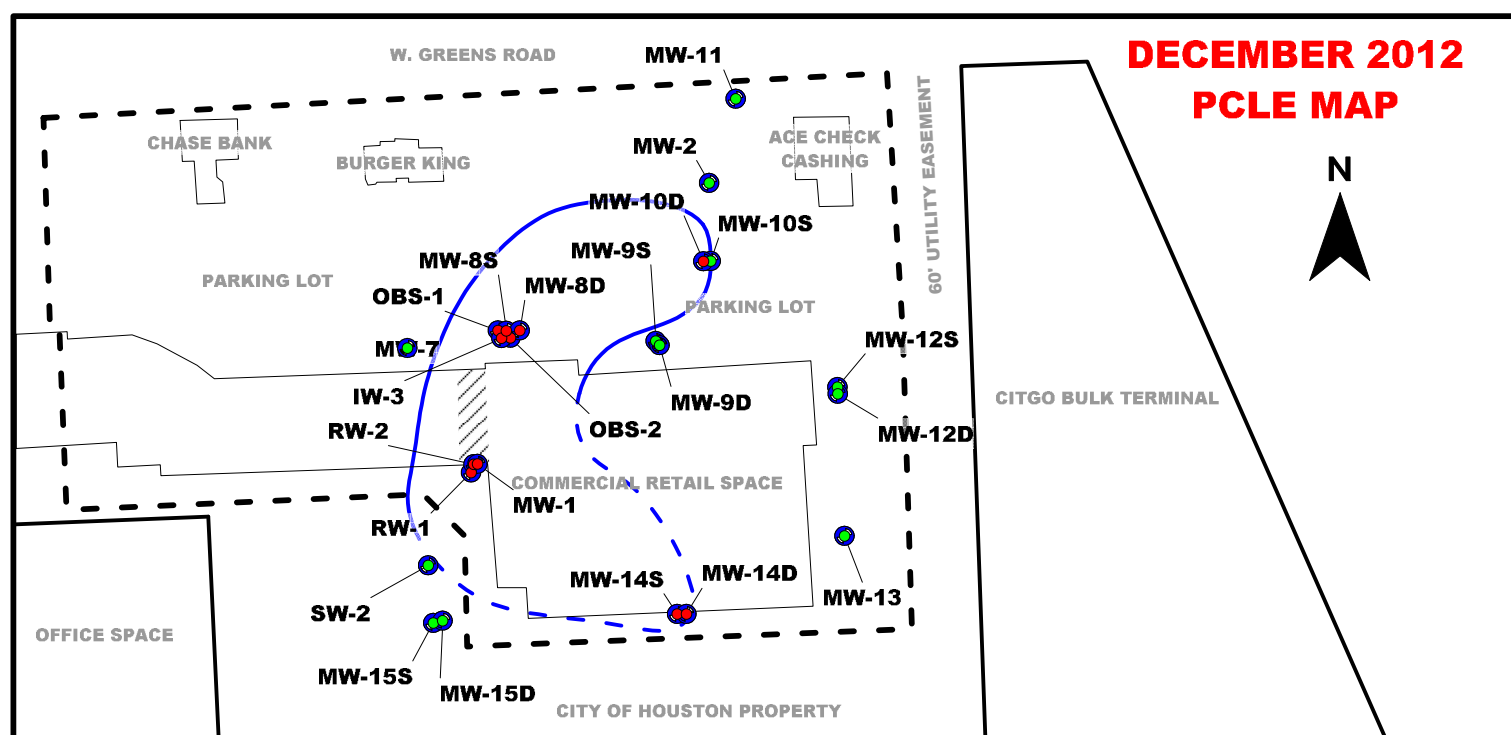 DECEMBER 2012
PCLE MAP
W. GREENS ROAD
MW-11
CHASE BANK
BURGER KING
MW-2
ACE CHECK
CASHING
60' UTILITY EASEMENT
N
MW-10D
MW-10S
MW-9S
MW-8S
PARKING LOT
MW-8D
OBS-1
PARKING LOT
MW-7
MW-12S
IW-3
MW-9D
CITGO BULK TERMINAL
RW-2
OBS-2
MW-12D
COMMERCIAL RETAIL SPACE
MW-1
RW-1
MW-14S
MW-14D
MW-13
SW-2
OFFICE SPACE
MW-15S
MW-15D
CITY OF HOUSTON PROPERTY